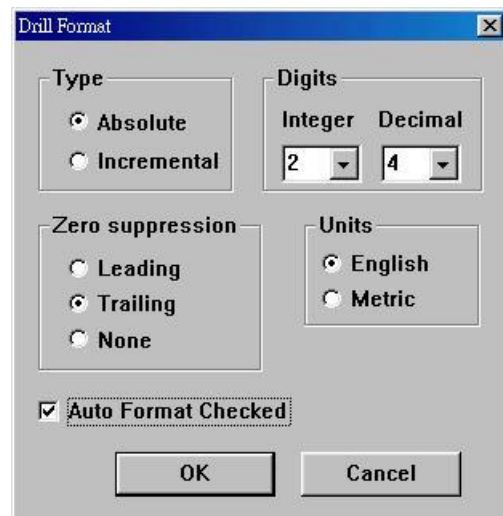 Drill Format
Type
Absolute
Incremental
Digits
Integer Decimal
2 4
Zero suppression
Leading
Trailing
None
Units
English
Metric
Auto Format Checked
OK Cancel